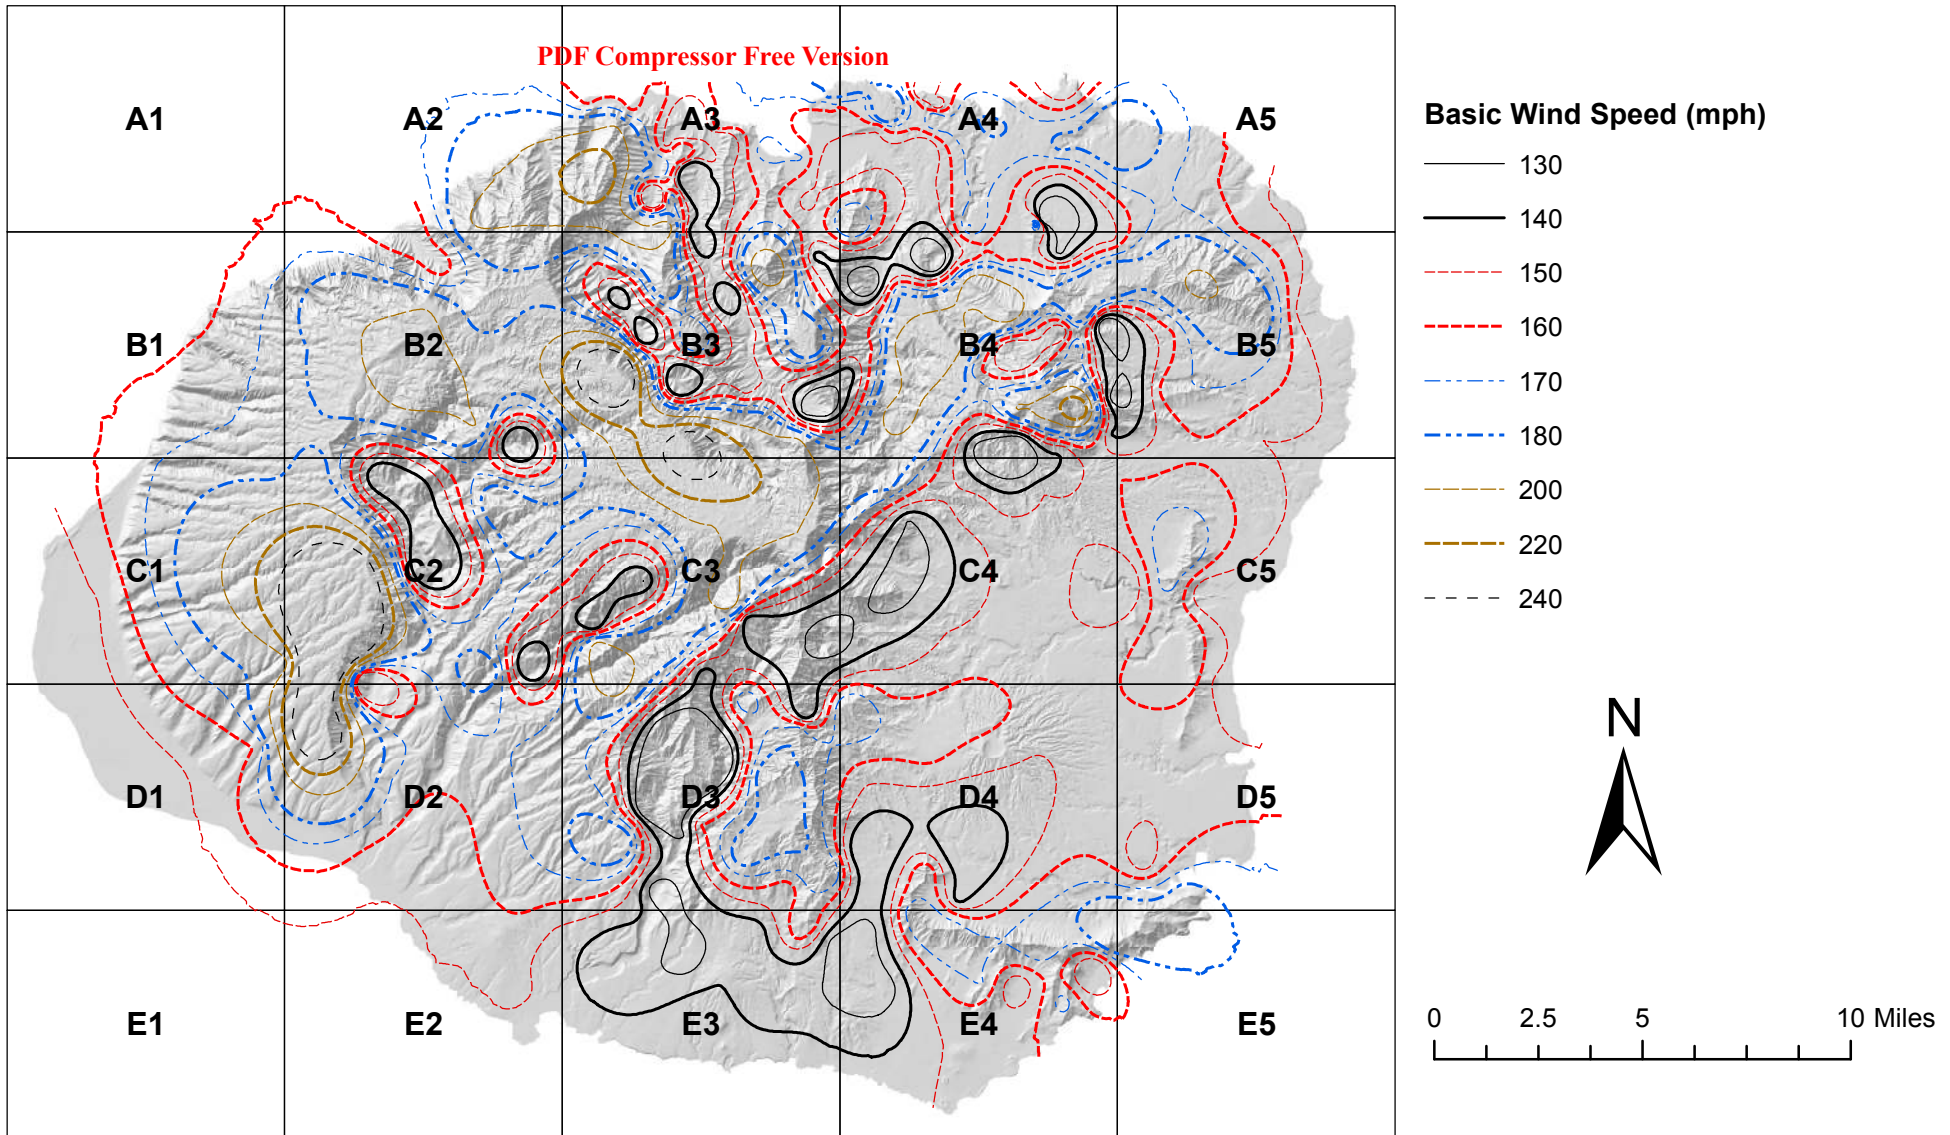 PDF Compressor Free Version
A1 A2 A3 A4 A5
B1 B2 B3 B4 B5
C1 C2 C3 C4 C5
D1 D2 D3 D4 D5
E1 E2 E3 E4 E5
Basic Wind Speed (mph)
130
140
150
160
170
180
200
220
240
N
0 2.5 5 10 Miles